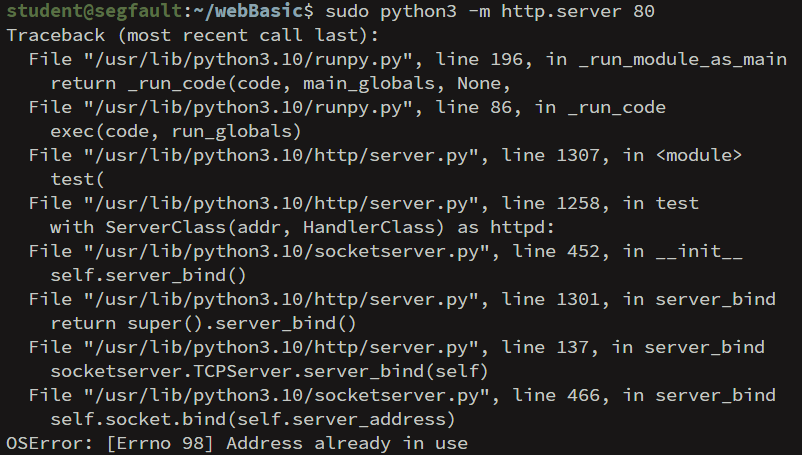 student@segfault:~/webBasic$ sudo python3 -m http.server 80
Traceback (most recent call last):
  File "/usr/lib/python3.10/runpy.py", line 196, in _run_module_as_main
    return _run_code(code, main_globals, None,
  File "/usr/lib/python3.10/runpy.py", line 86, in _run_code
    exec(code, run_globals)
  File "/usr/lib/python3.10/http/server.py", line 1307, in <module>
    test(
  File "/usr/lib/python3.10/http/server.py", line 1258, in test
    with ServerClass(addr, HandlerClass) as httpd:
  File "/usr/lib/python3.10/socketserver.py", line 452, in __init__
    self.server_bind()
  File "/usr/lib/python3.10/http/server.py", line 1301, in server_bind
    return super().server_bind()
  File "/usr/lib/python3.10/http/server.py", line 137, in server_bind
    socketserver.TCPServer.server_bind(self)
  File "/usr/lib/python3.10/socketserver.py", line 466, in server_bind
    self.socket.bind(self.server_address)
OSError: [Errno 98] Address already in use